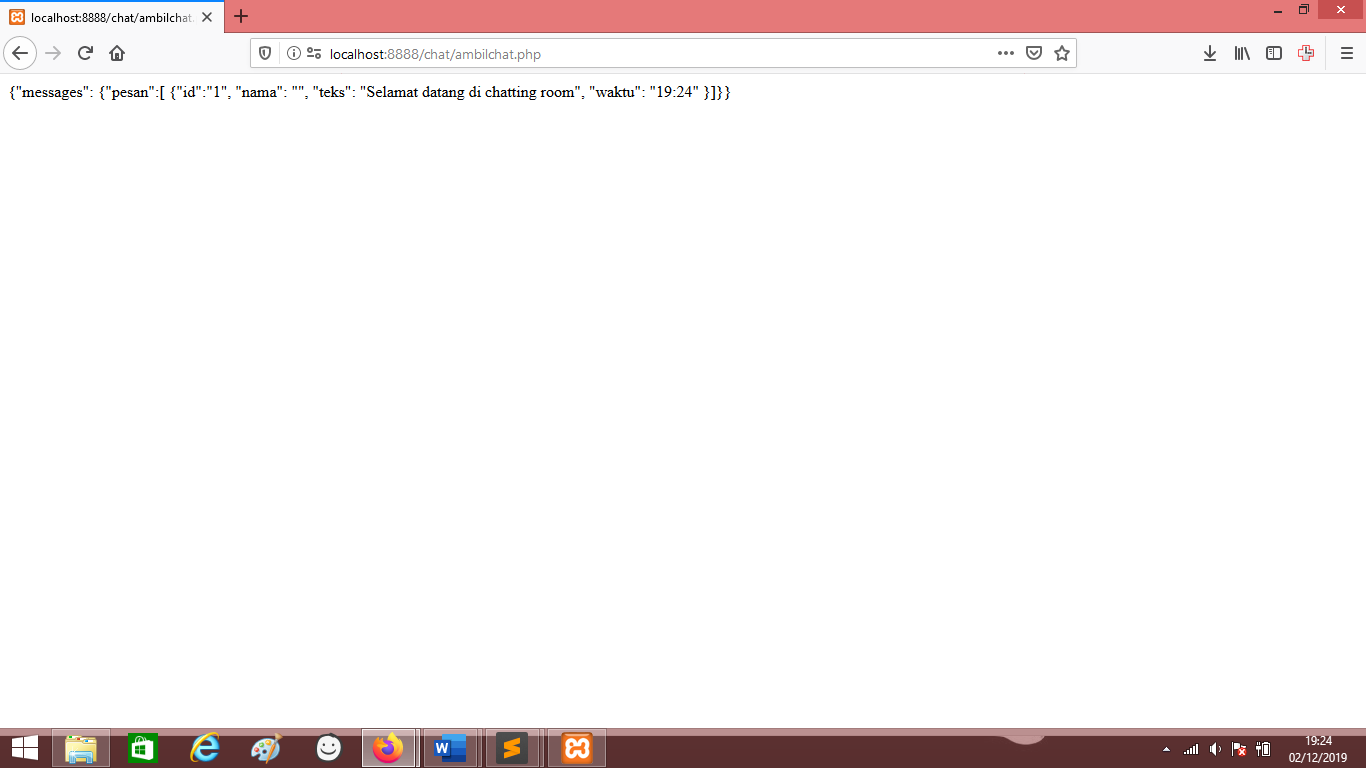 localhost:8888/chat/ambilchat.
localhost:8888/chat/ambilchat.php
{"messages": {"pesan":[ {"id":"1", "nama": "", "teks": "Selamat datang di chatting room", "waktu": "19:24" }]}}
19:24
02/12/2019